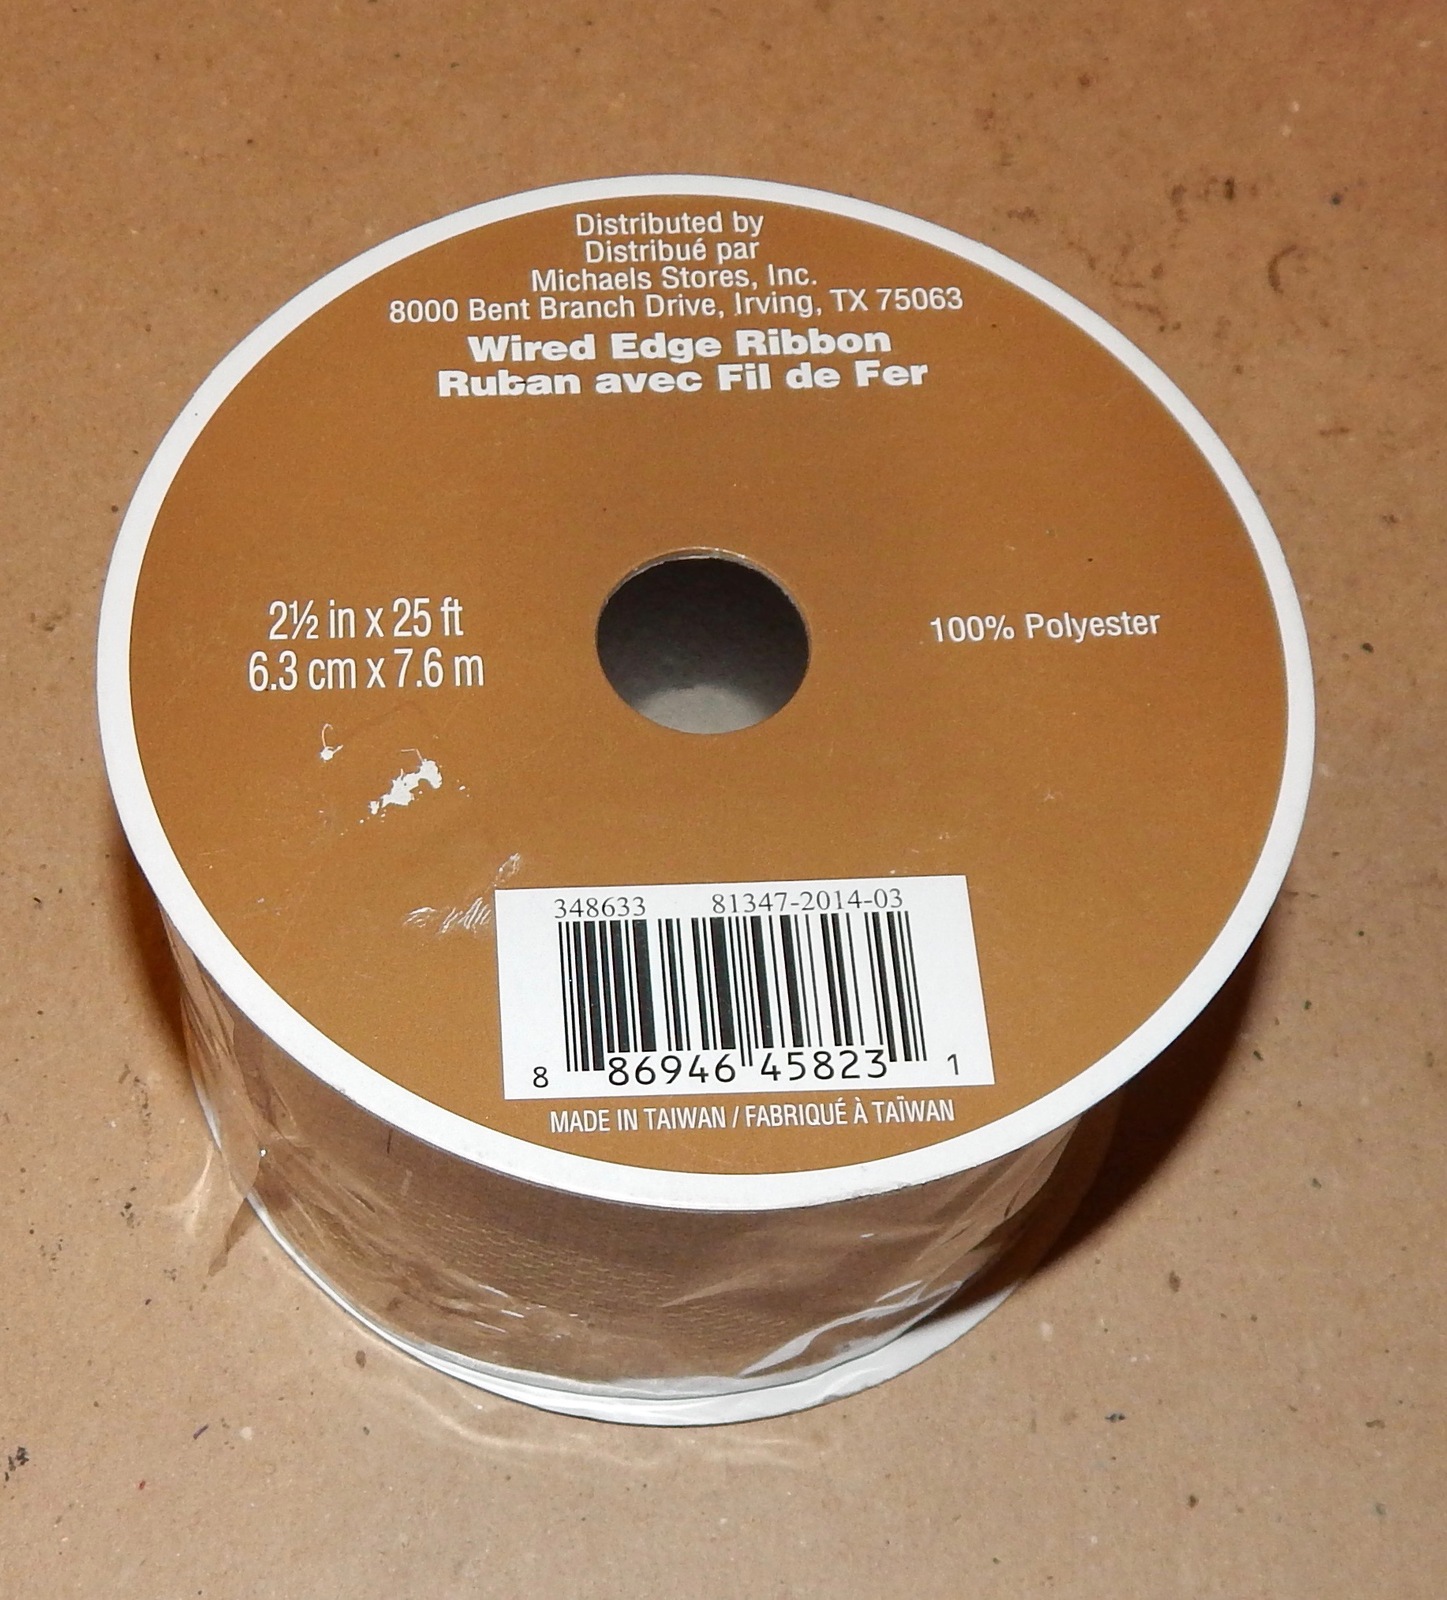 Distributed by
Distribué par
Michaels Stores, Inc.
8000 Bent Branch Drive, Irving, TX 75063
Wired Edge Ribbon
Ruban avec Fil de Fer
2½ in x 25 ft
6.3 cm x 7.6 m
100% Polyester
348633 81347-2014-03
8 86946 45823 1
MADE IN TAIWAN / FABRIQUÉ À TAÏWAN